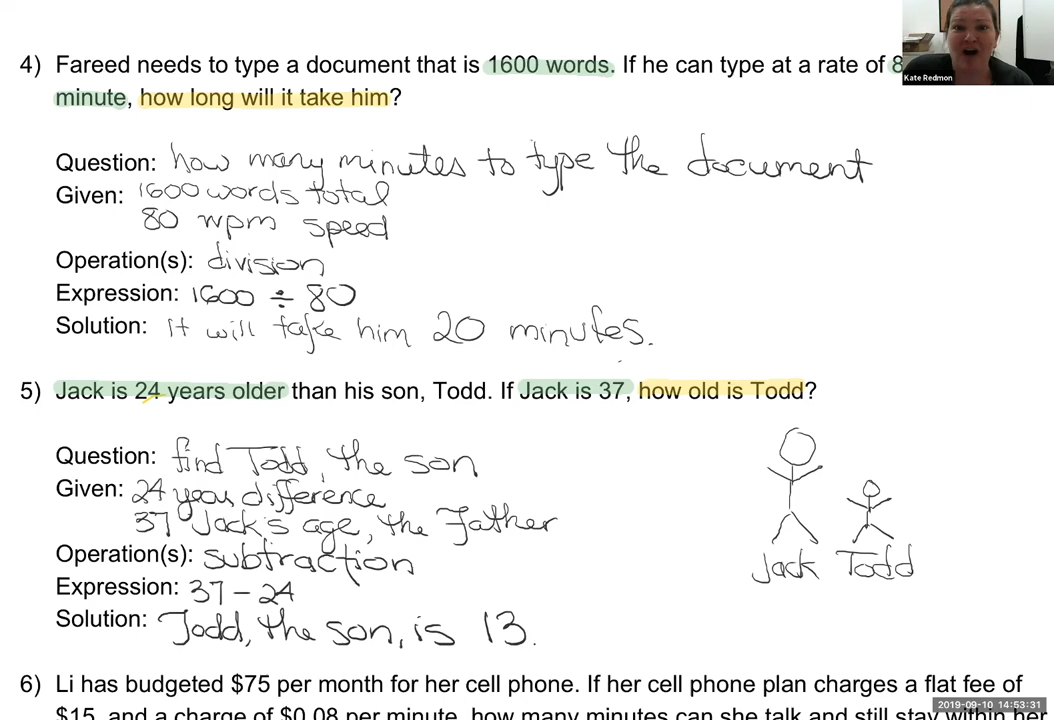 4) Fareed needs to type a document that is 1600 words. If he can type at a rate of 8
Kate Redmon
minute, how long will it take him?
Question: how many minutes to type the document
Given: 1600 words total
80 wpm speed
Operation(s): division
Expression: 1600 ÷ 80
Solution: It will take him 20 minutes.
5) Jack is 24 years older than his son, Todd. If Jack is 37, how old is Todd?
Question: find Todd, the son
Given: 24 years difference
37 Jack's age, the Father
Operation(s): subtraction
Expression: 37 - 24
Solution: Todd, the son, is 13.
Jack Todd
6) Li has budgeted $75 per month for her cell phone. If her cell phone plan charges a flat fee of
2019-09-10 14:53:31
$15, and a charge of $0.08 per minute, how many minutes can she talk and still stay within